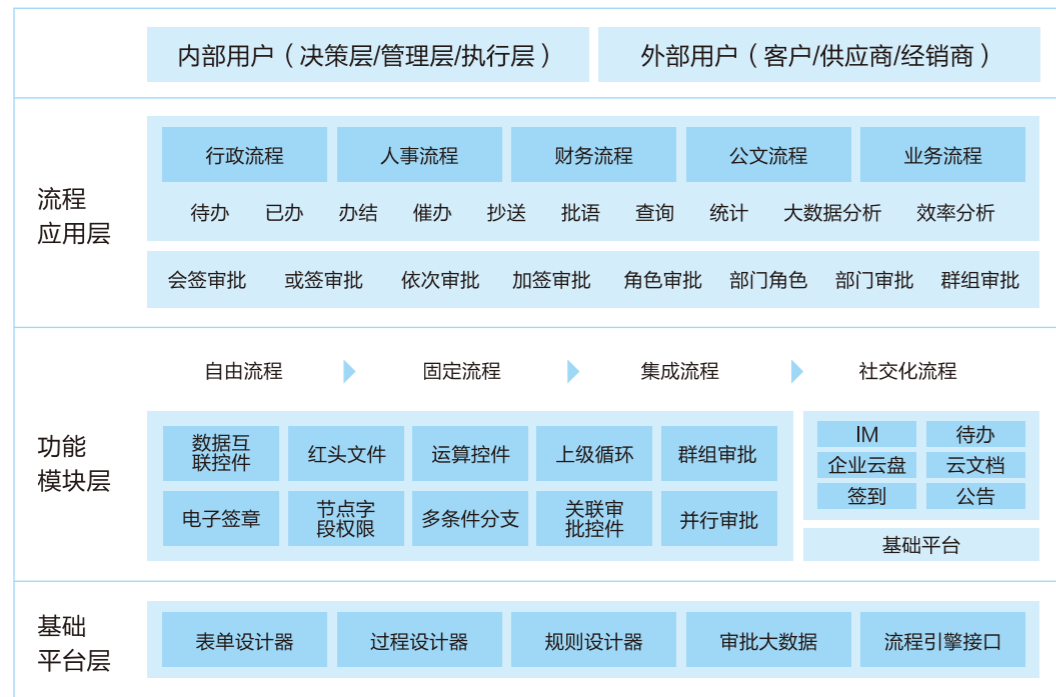 内部用户（决策层/管理层/执行层） 外部用户（客户/供应商/经销商）
流程
应用层
行政流程 人事流程 财务流程 公文流程 业务流程
待办 已办 办结 催办 抄送 批语 查询 统计 大数据分析 效率分析
会签审批 或签审批 依次审批 加签审批 角色审批 部门角色 部门审批 群组审批
功能
模块层
自由流程 固定流程 集成流程 社交化流程
数据互
联控件
红头文件 运算控件 上级循环 群组审批
电子签章
节点字
段权限
多条件分支
关联审
批控件
并行审批
IM 待办
企业云盘 云文档
签到 公告
基础平台
基础
平台层
表单设计器 过程设计器 规则设计器 审批大数据 流程引擎接口